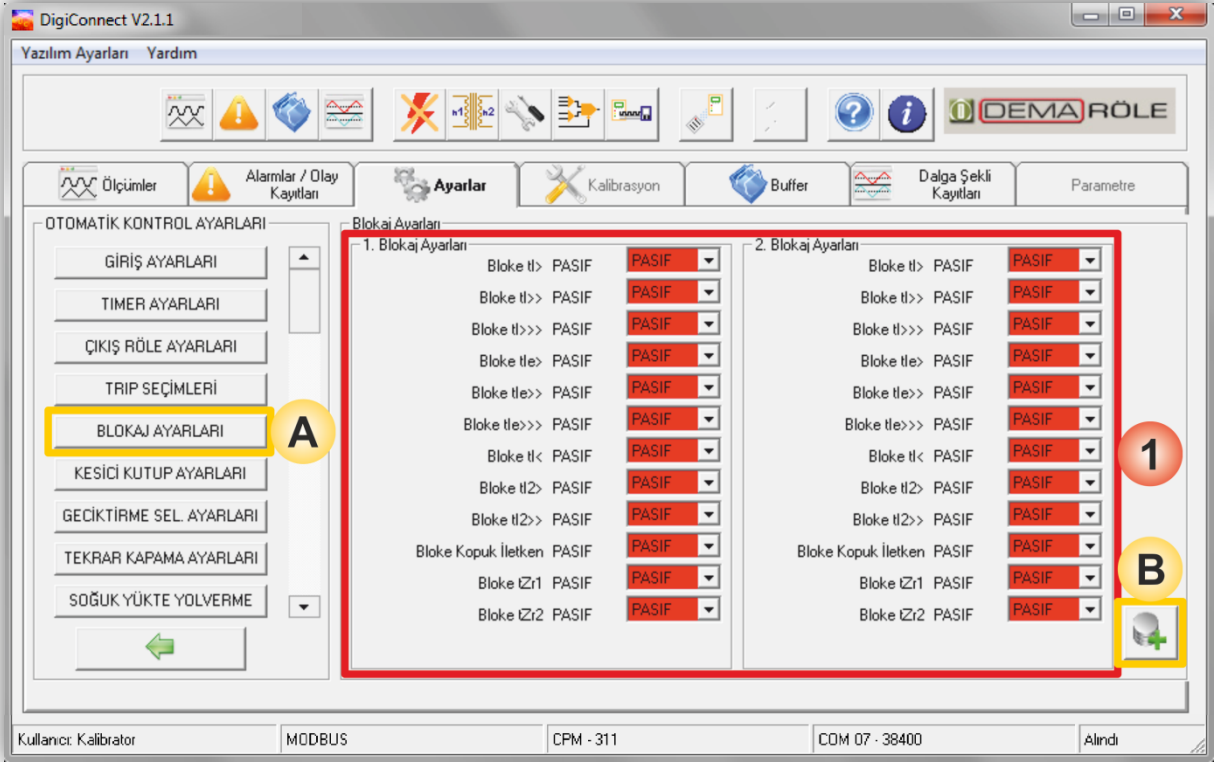 DigiConnect V2.1.1
Yazılım Ayarları Yardım
n1 n2
DEMA RÖLE
Ölçümler
Alarmlar / Olay
Kayıtları
Ayarlar
Kalibrasyon
Buffer
Dalga Şekli
Kayıtları
Parametre
OTOMATİK KONTROL AYARLARI
GİRİŞ AYARLARI
TIMER AYARLARI
ÇIKIŞ RÖLE AYARLARI
TRIP SEÇİMLERİ
BLOKAJ AYARLARI
A
KESİCİ KUTUP AYARLARI
GECİKTİRME SEL. AYARLARI
TEKRAR KAPAMA AYARLARI
SOĞUK YÜKTE YOLVERME
Blokaj Ayarları
1. Blokaj Ayarları
Bloke tI> PASIF PASIF
Bloke tI>> PASIF PASIF
Bloke tI>>> PASIF PASIF
Bloke tIe> PASIF PASIF
Bloke tIe>> PASIF PASIF
Bloke tIe>>> PASIF PASIF
Bloke tI< PASIF PASIF
Bloke tI2> PASIF PASIF
Bloke tI2>> PASIF PASIF
Bloke Kopuk İletken PASIF PASIF
Bloke tZr1 PASIF PASIF
Bloke tZr2 PASIF PASIF
2. Blokaj Ayarları
Bloke tI> PASIF PASIF
Bloke tI>> PASIF PASIF
Bloke tI>>> PASIF PASIF
Bloke tIe> PASIF PASIF
Bloke tIe>> PASIF PASIF
Bloke tIe>>> PASIF PASIF
Bloke tI< PASIF PASIF
Bloke tI2> PASIF PASIF
Bloke tI2>> PASIF PASIF
Bloke Kopuk İletken PASIF PASIF
Bloke tZr1 PASIF PASIF
Bloke tZr2 PASIF PASIF
1
B
Kullanıcı: Kalibrator
MODBUS
CPM - 311
COM 07 - 38400
Alındı